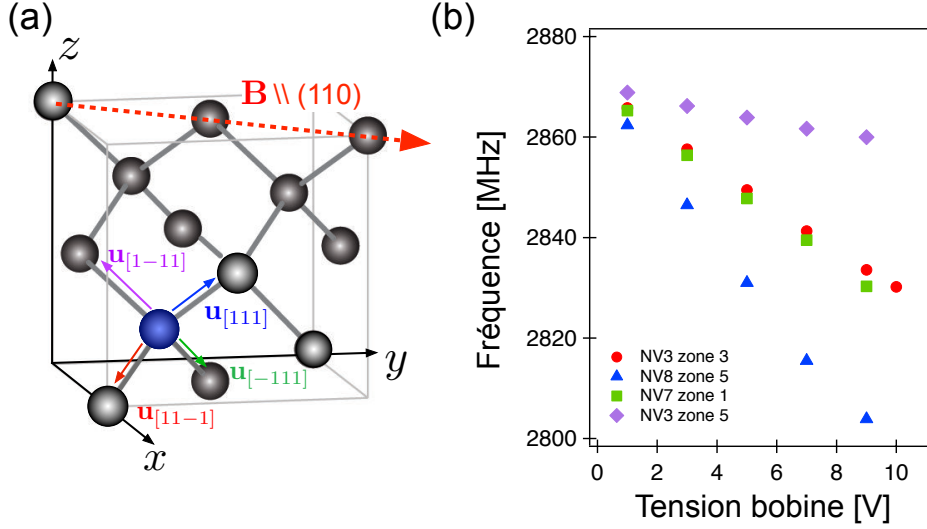 (a)
z
B \\ (110)
u[1−11]
u[111]
y
u[−111]
u[11−1]
x
(b)
2880
2860
2840
2820
2800
Fréquence [MHz]
NV3 zone 3
NV8 zone 5
NV7 zone 1
NV3 zone 5
0 2 4 6 8 10
Tension bobine [V]